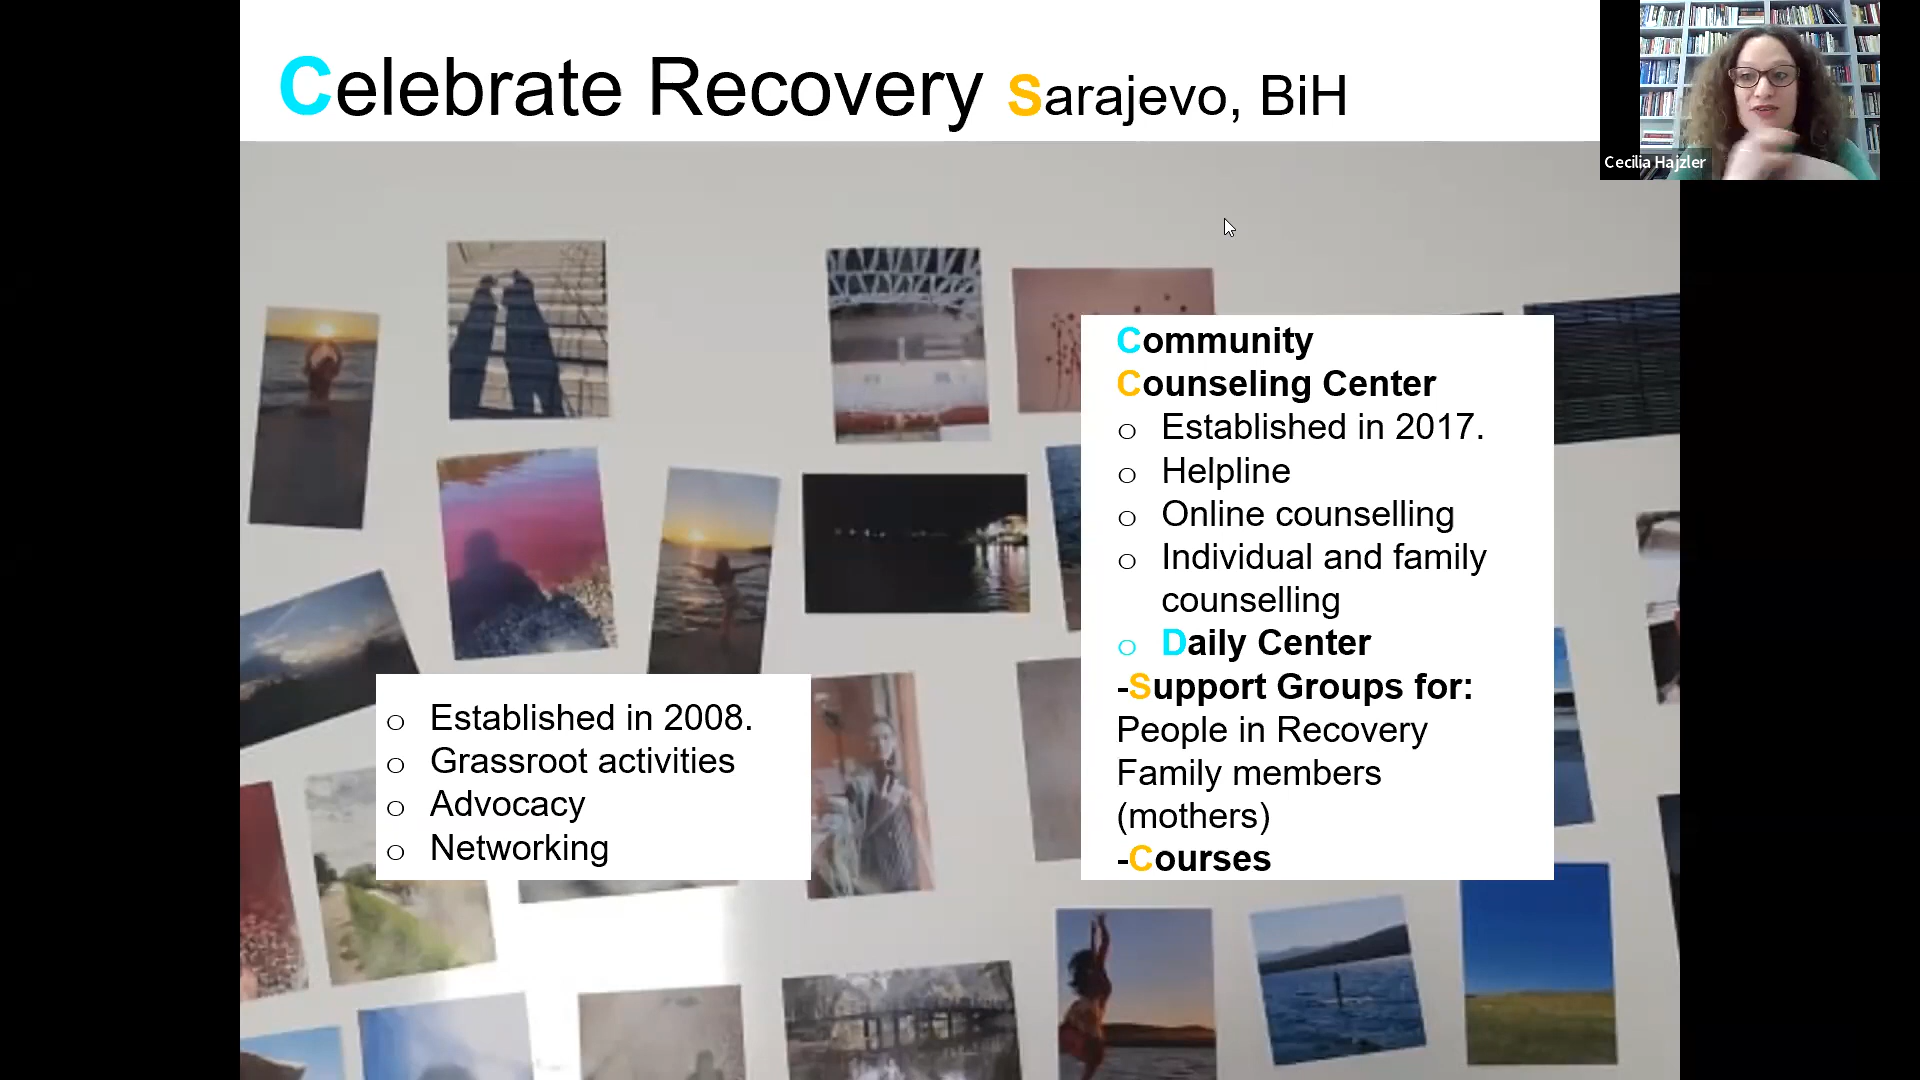 Celebrate Recovery Sarajevo, BiH
Cecilia Hajzler
Established in 2008.
Grassroot activities
Advocacy
Networking
Community
Counseling Center
Established in 2017.
Helpline
Online counselling
Individual and family
counselling
Daily Center
-Support Groups for:
People in Recovery
Family members
(mothers)
-Courses